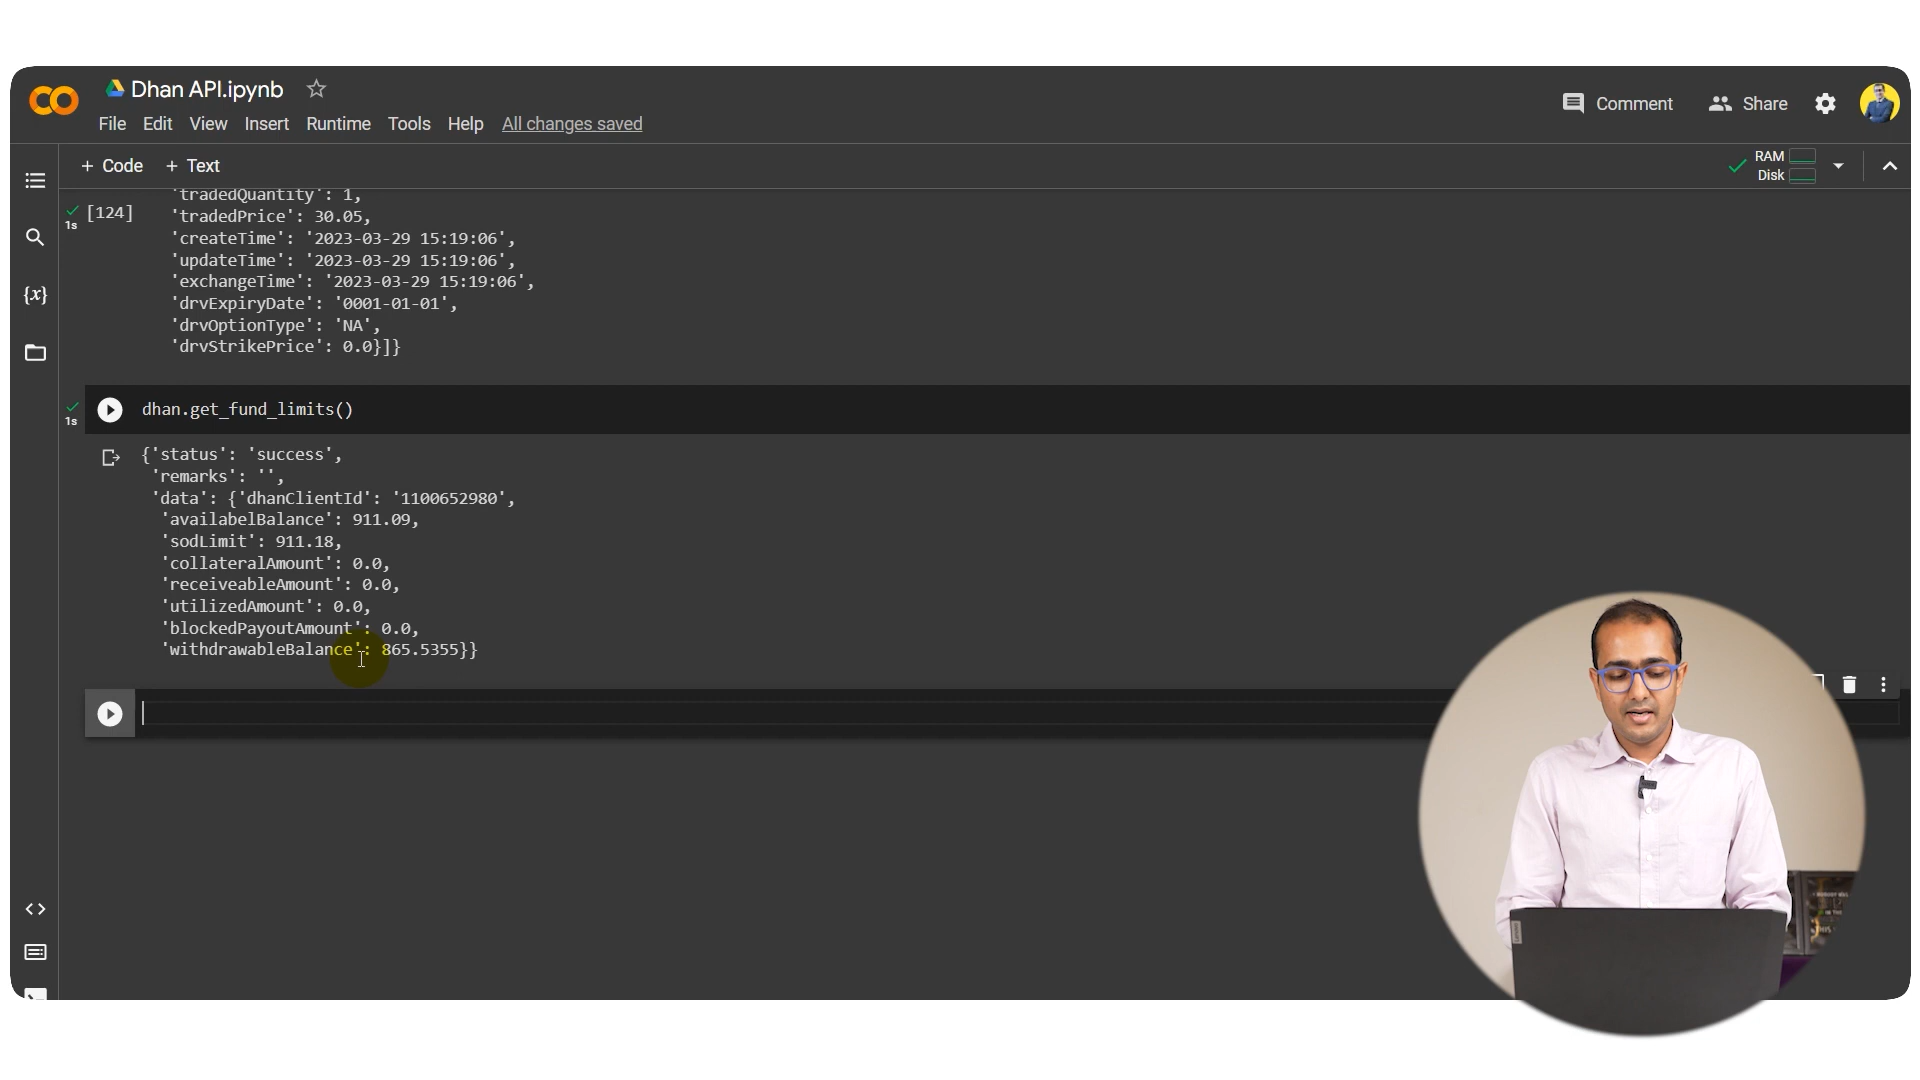 Dhan API.ipynb
Comment
Share
File Edit View Insert Runtime Tools Help All changes saved
+ Code + Text
RAM
Disk
'tradedQuantity': 1,
1s
[124]
'tradedPrice': 30.05,
'createTime': '2023-03-29 15:19:06',
'updateTime': '2023-03-29 15:19:06',
'exchangeTime': '2023-03-29 15:19:06',
'drvExpiryDate': '0001-01-01',
'drvOptionType': 'NA',
'drvStrikePrice': 0.0}]}
1s
dhan.get_fund_limits()
{'status': 'success',
'remarks': '',
'data': {'dhanClientId': '1100652980',
'availabelBalance': 911.09,
'sodLimit': 911.18,
'collateralAmount': 0.0,
'receiveableAmount': 0.0,
'utilizedAmount': 0.0,
'blockedPayoutAmount': 0.0,
'withdrawableBalance': 865.5355}}